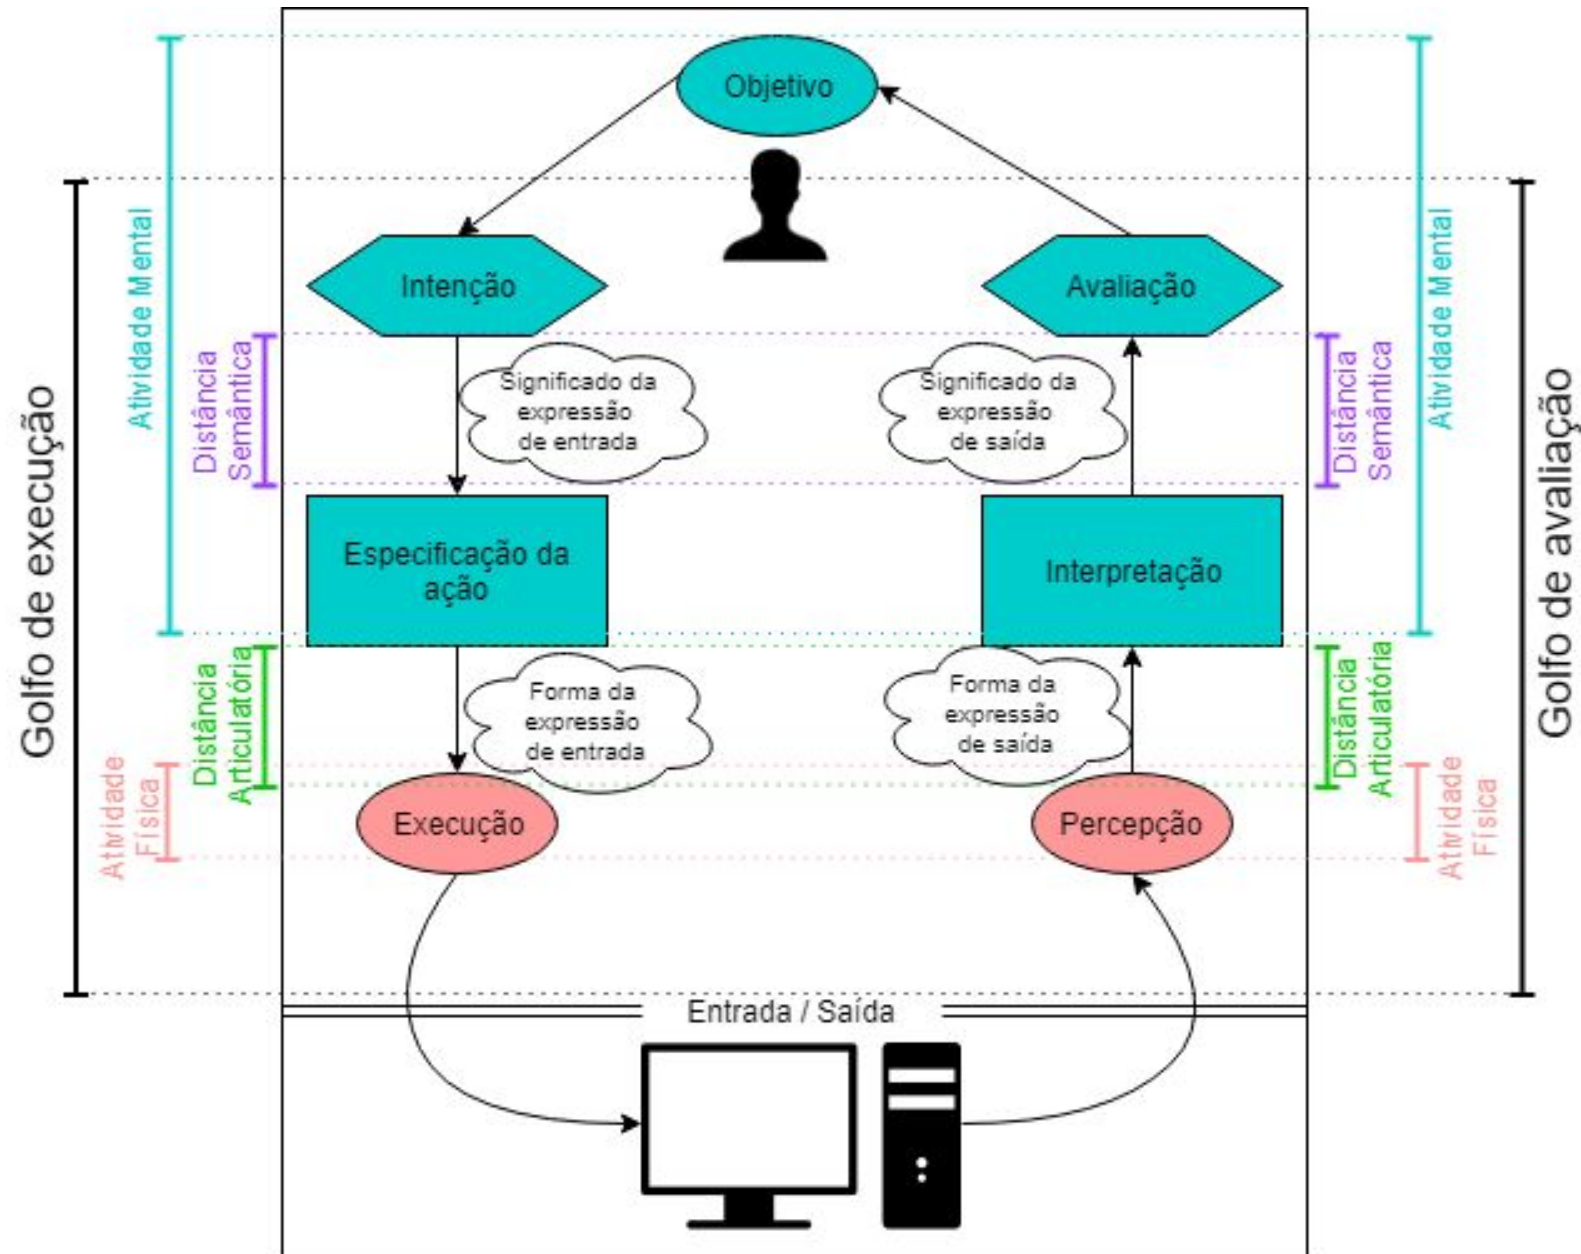 Objetivo
Golfo de execução
Atividade Mental
Intenção
Avaliação
Atividade Mental
Golfo de avaliação
Distância
Semântica
Significado da
expressão
de entrada
Significado da
expressão
de saída
Distância
Semântica
Especificação da
ação
Interpretação
Distância
Articulatória
Forma da
expressão
de entrada
Forma da
expressão
de saída
Distância
Articulatória
Atividade
Física
Execução
Percepção
Atividade
Física
Entrada / Saída